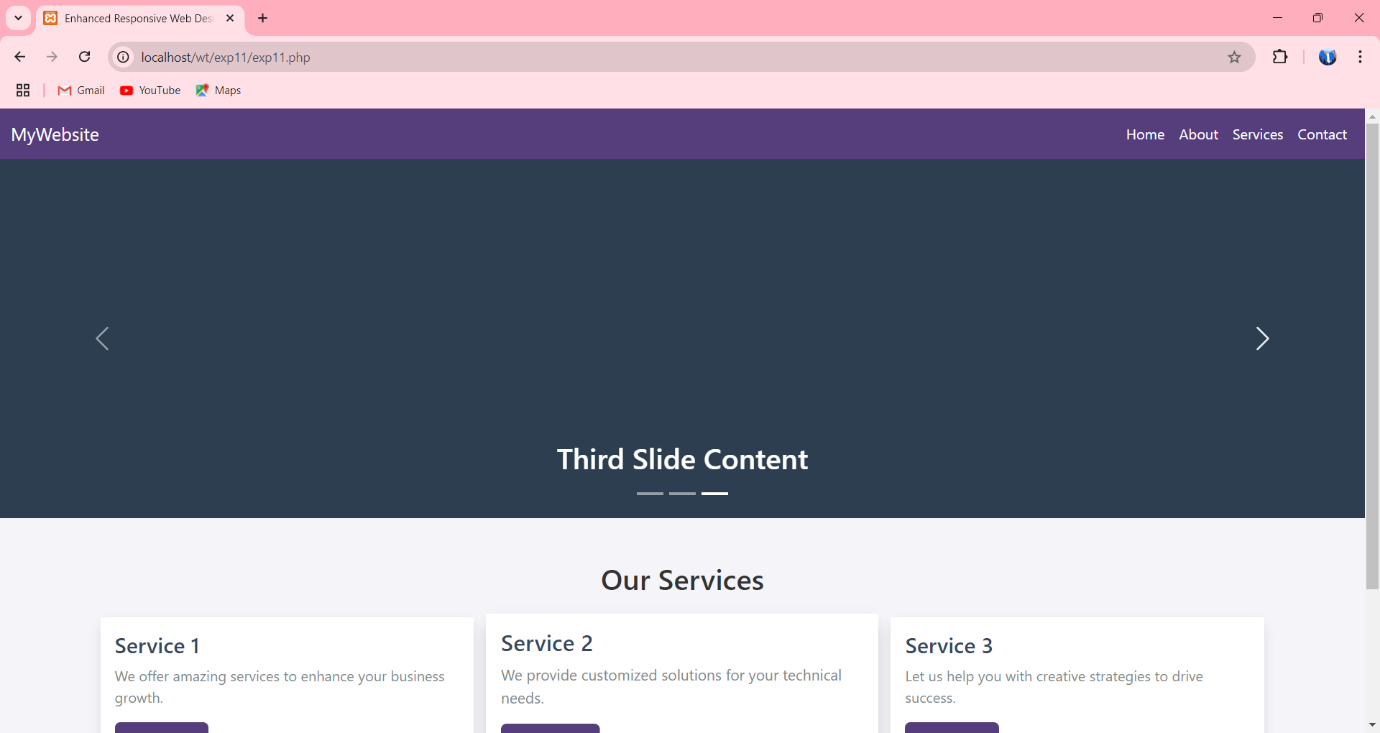 Enhanced Responsive Web Des
localhost/wt/exp11/exp11.php
Gmail YouTube Maps
MyWebsite Home About Services Contact
Third Slide Content
Our Services
Service 1
We offer amazing services to enhance your business
growth.
Service 2
We provide customized solutions for your technical
needs.
Service 3
Let us help you with creative strategies to drive
success.